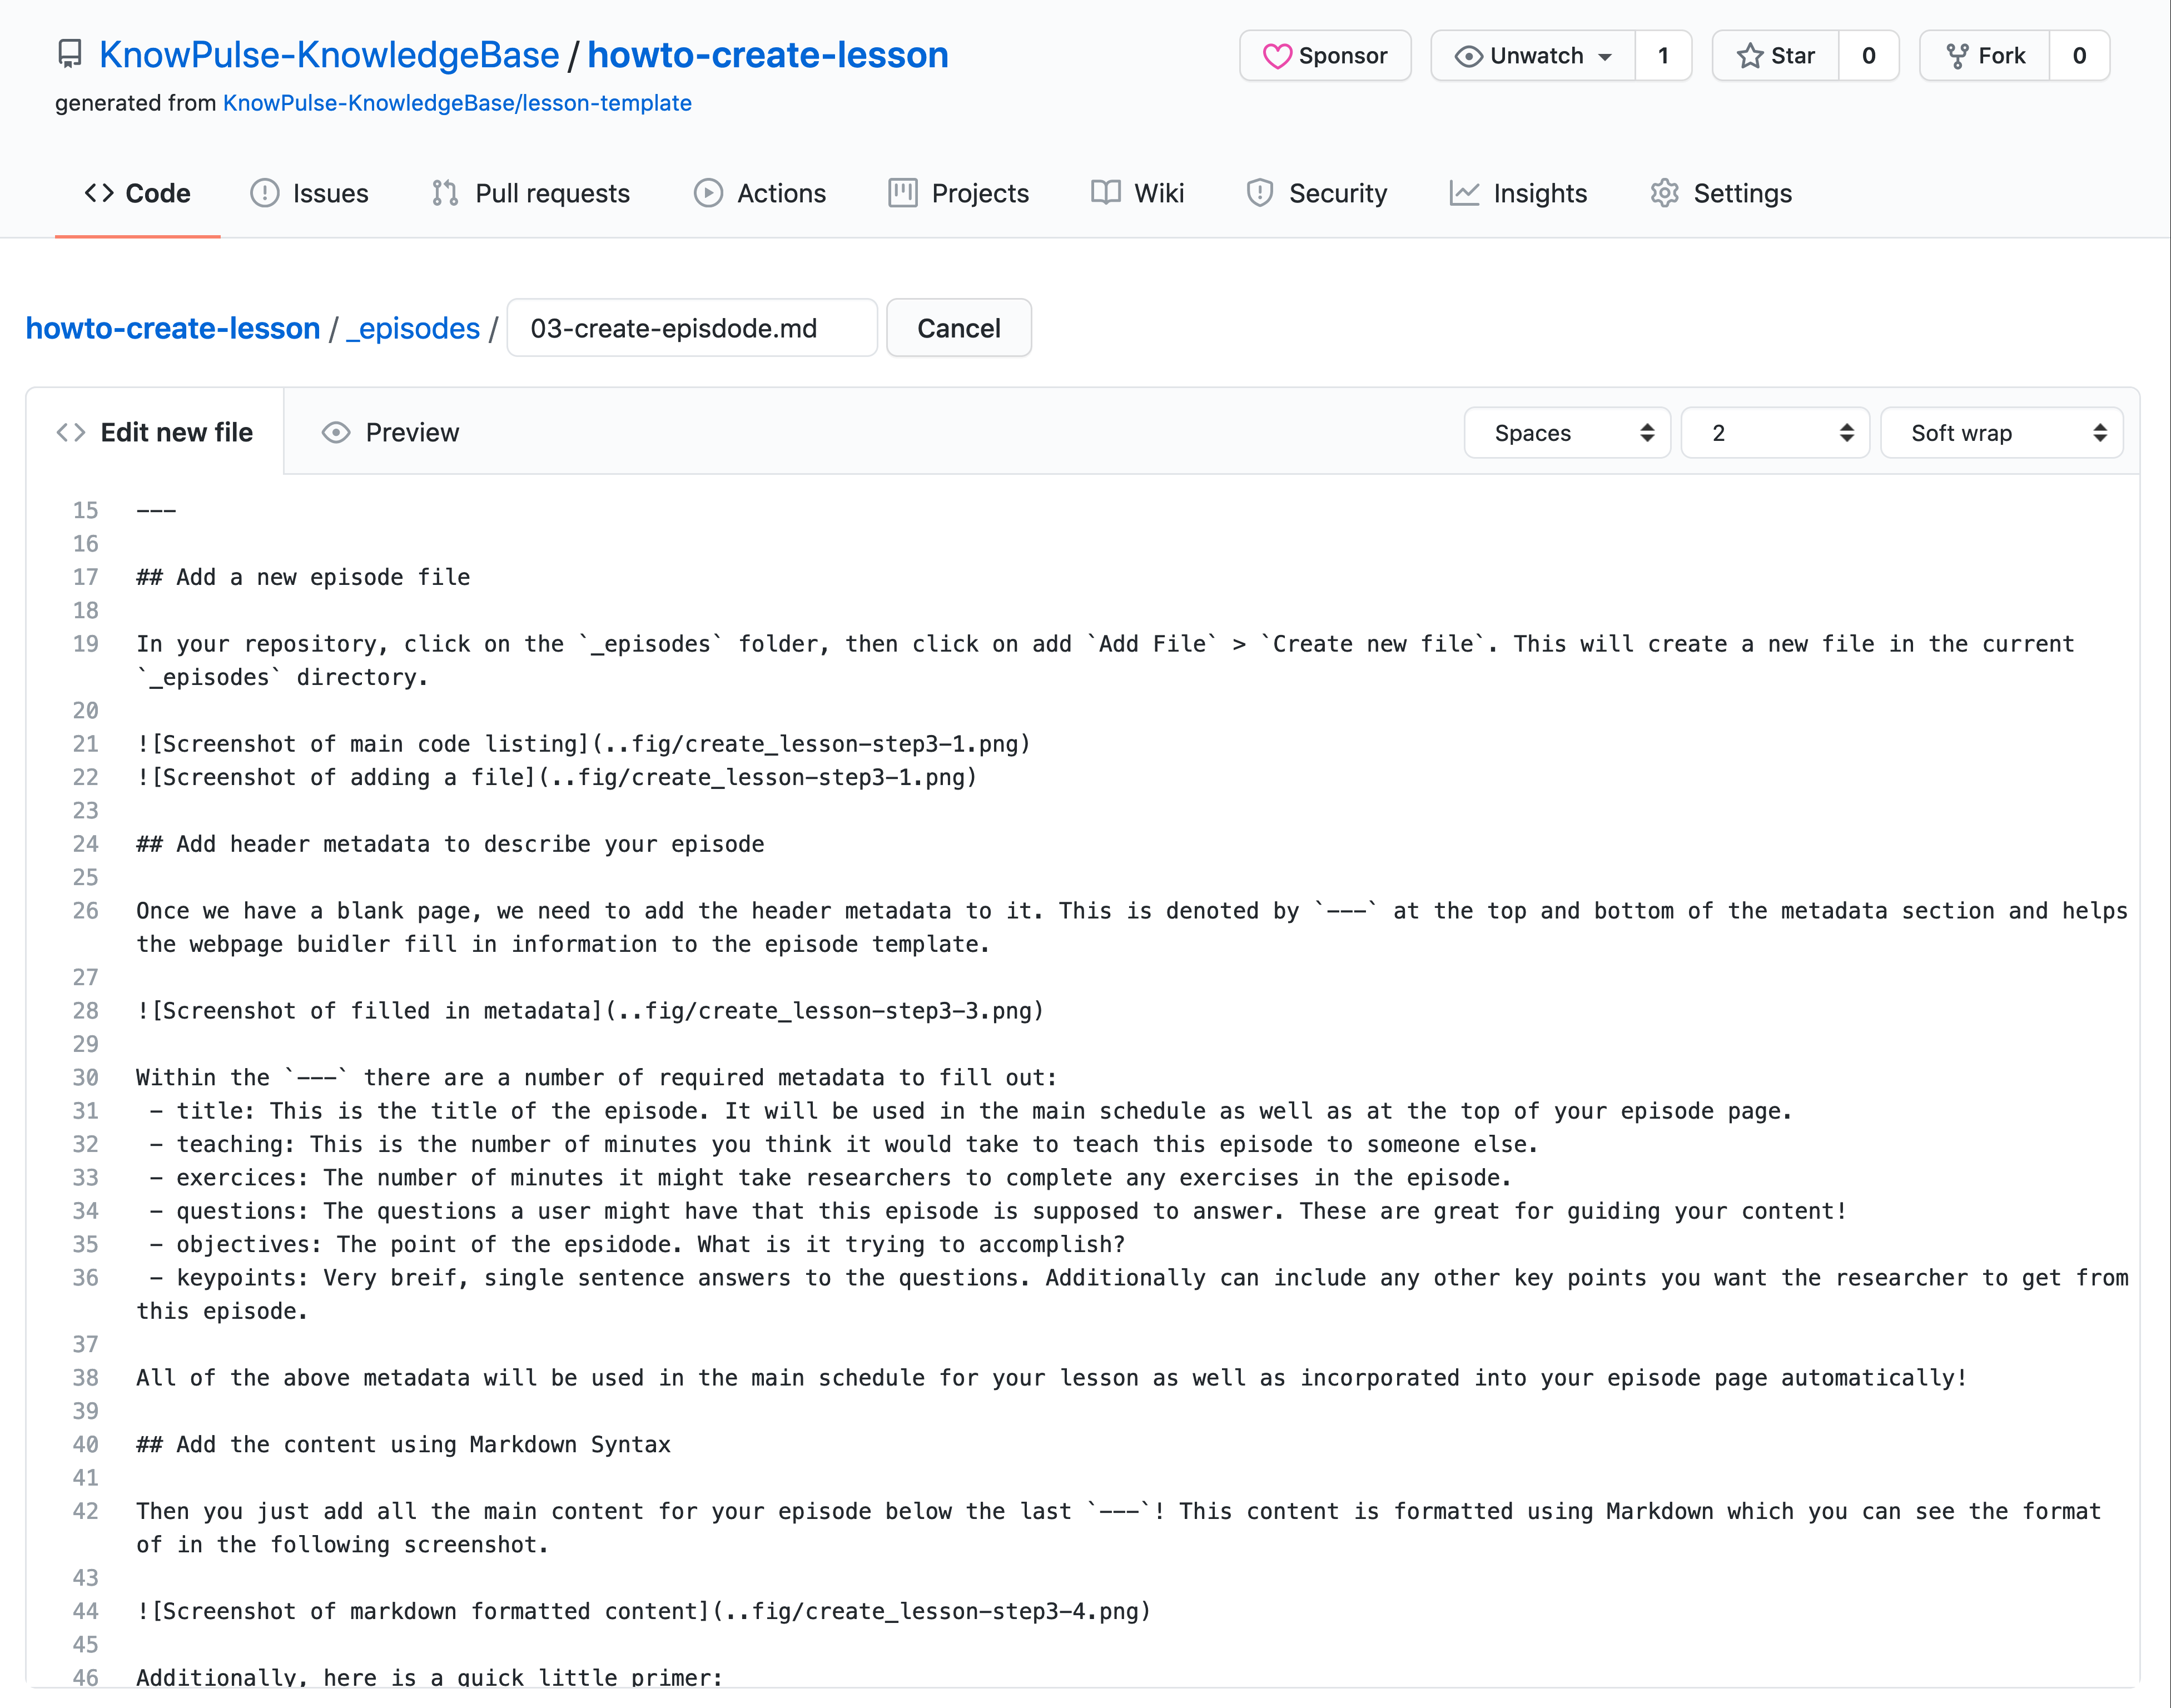 KnowPulse-KnowledgeBase / howto-create-lesson
Sponsor
Unwatch 1
Star 0
Fork 0
generated from KnowPulse-KnowledgeBase/lesson-template
Code
Issues
Pull requests
Actions
Projects
Wiki
Security
Insights
Settings
howto-create-lesson / _episodes / 03-create-episdode.md Cancel
Edit new file
Preview
Spaces
2
Soft wrap
15 ---
16
17 ## Add a new episode file
18
19 In your repository, click on the `_episodes` folder, then click on add `Add File` > `Create new file`. This will create a new file in the current
`_episodes` directory.
20
21 ![Screenshot of main code listing](..fig/create_lesson-step3-1.png)
22 ![Screenshot of adding a file](..fig/create_lesson-step3-1.png)
23
24 ## Add header metadata to describe your episode
25
26 Once we have a blank page, we need to add the header metadata to it. This is denoted by `---` at the top and bottom of the metadata section and helps
the webpage buidler fill in information to the episode template.
27
28 ![Screenshot of filled in metadata](..fig/create_lesson-step3-3.png)
29
30 Within the `---` there are a number of required metadata to fill out:
31 - title: This is the title of the episode. It will be used in the main schedule as well as at the top of your episode page.
32 - teaching: This is the number of minutes you think it would take to teach this episode to someone else.
33 - exercices: The number of minutes it might take researchers to complete any exercises in the episode.
34 - questions: The questions a user might have that this episode is supposed to answer. These are great for guiding your content!
35 - objectives: The point of the epsidode. What is it trying to accomplish?
36 - keypoints: Very breif, single sentence answers to the questions. Additionally can include any other key points you want the researcher to get from
this episode.
37
38 All of the above metadata will be used in the main schedule for your lesson as well as incorporated into your episode page automatically!
39
40 ## Add the content using Markdown Syntax
41
42 Then you just add all the main content for your episode below the last `---`! This content is formatted using Markdown which you can see the format
of in the following screenshot.
43
44 ![Screenshot of markdown formatted content](..fig/create_lesson-step3-4.png)
45
46 Additionally, here is a quick little primer: